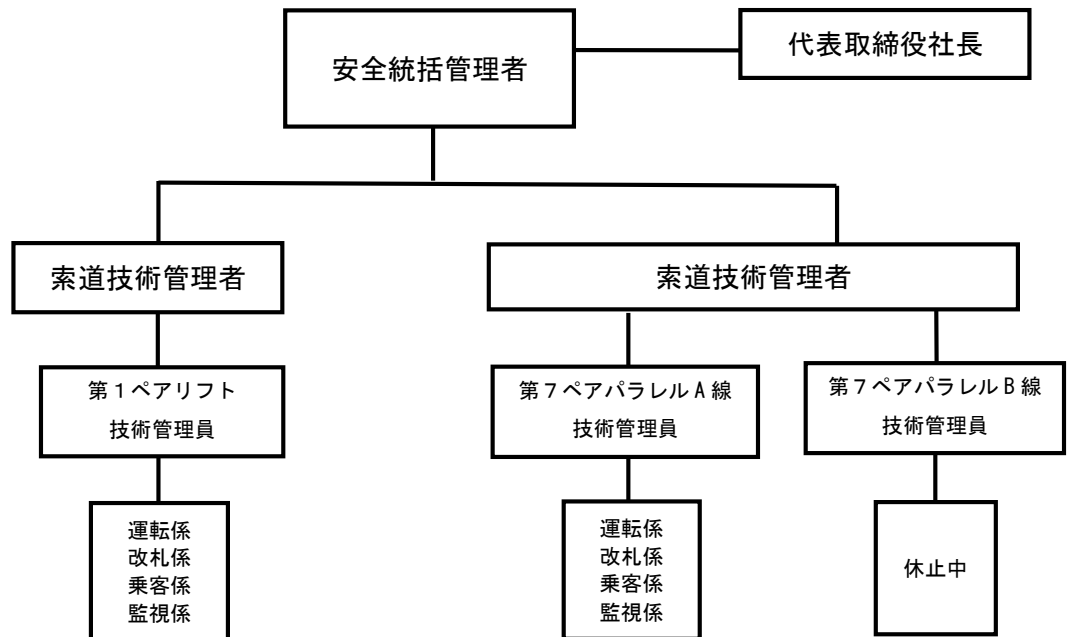 代表取締役社長
安全統括管理者
索道技術管理者
索道技術管理者
第1ペアリフト
技術管理員
第7ペアパラレルA線
技術管理員
第7ペアパラレルB線
技術管理員
運転係
改札係
乗客係
監視係
運転係
改札係
乗客係
監視係
休止中